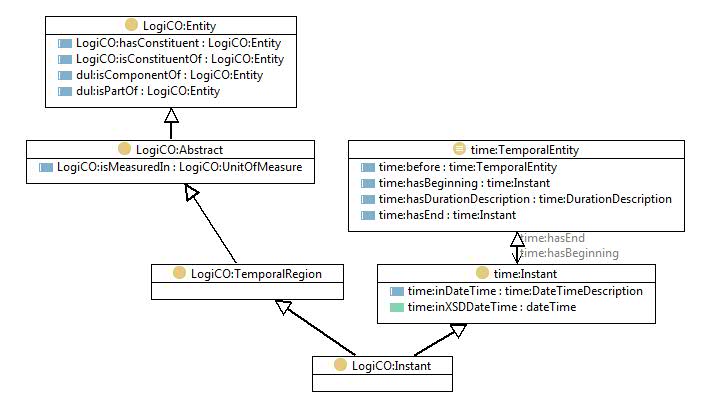 LogiCO:Entity
LogiCO:hasConstituent : LogiCO:Entity
LogiCO:isConstituentOf : LogiCO:Entity
dul:isComponentOf : LogiCO:Entity
dul:isPartOf : LogiCO:Entity
LogiCO:Abstract
LogiCO:isMeasuredIn : LogiCO:UnitOfMeasure
time:TemporalEntity
time:before : time:TemporalEntity
time:hasBeginning : time:Instant
time:hasDurationDescription : time:DurationDescription
time:hasEnd : time:Instant
time:hasEnd
time:hasBeginning
LogiCO:TemporalRegion
time:Instant
time:inDateTime : time:DateTimeDescription
time:inXSDDateTime : dateTime
LogiCO:Instant